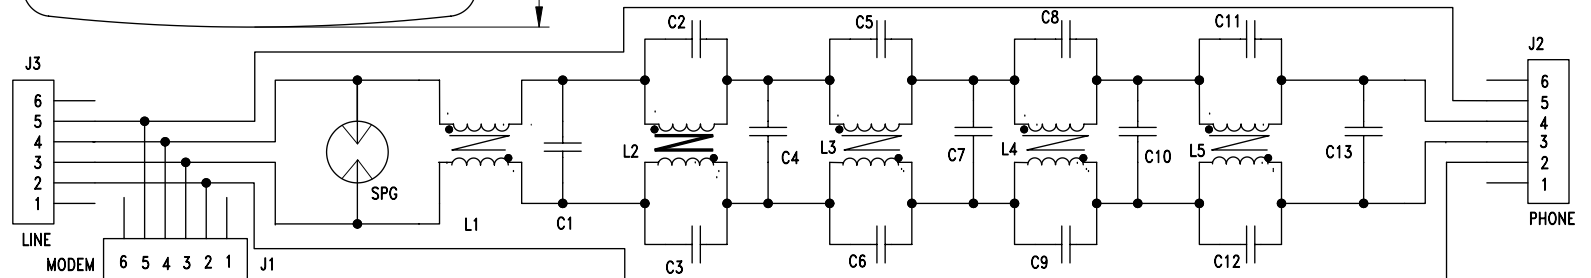 C2 C5 C8 C11
J3 J2
6 6
5 5
4 L2 C4 L3 C7 L4 C10 L5 C13 4
3 3
2 SPG 2
1 L1 C1 1
LINE PHONE
MODEM 6 5 4 3 2 1 J1 C3 C6 C9 C12